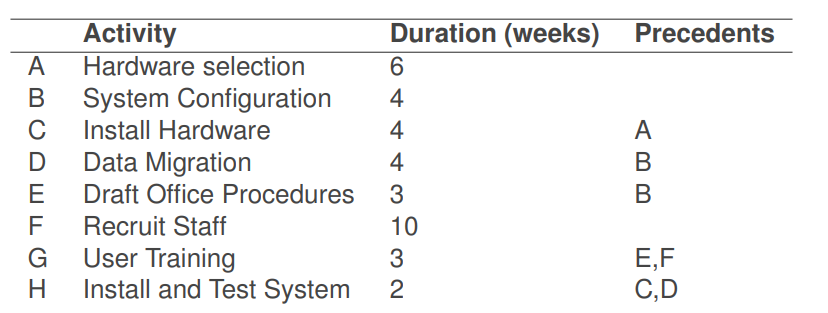 Activity Duration (weeks) Precedents
A Hardware selection 6
B System Configuration 4
C Install Hardware 4 A
D Data Migration 4 B
E Draft Office Procedures 3 B
F Recruit Staff 10
G User Training 3 E,F
H Install and Test System 2 C,D